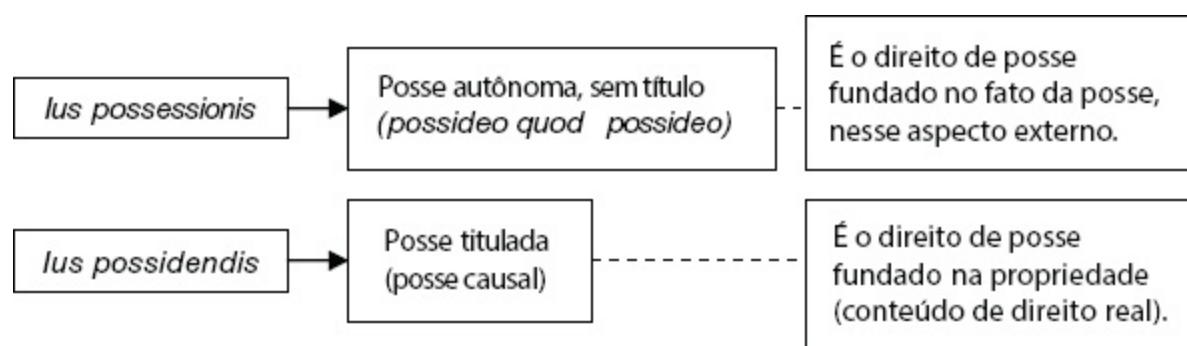 Ius possessionis
Posse autônoma, sem título
(possideo quod possideo)
É o direito de posse
fundado no fato da posse,
nesse aspecto externo.
Ius possidendis
Posse titulada
(posse causal)
É o direito de posse
fundado na propriedade
(conteúdo de direito real).